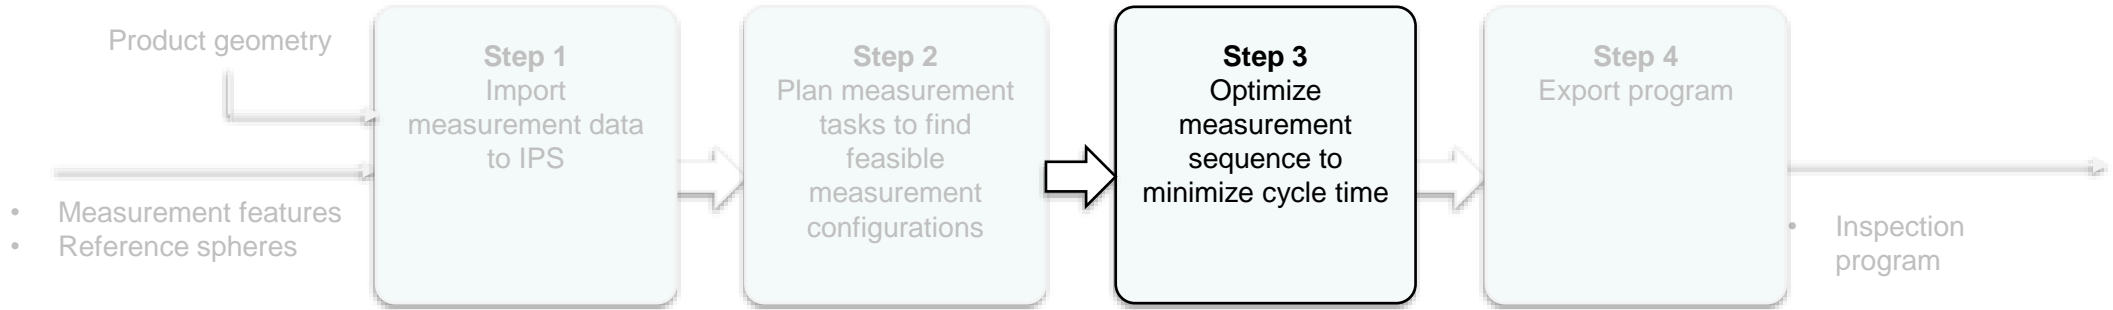 Product geometry
• Measurement features
• Reference spheres
Step 1
Import
measurement data
to IPS
Step 2
Plan measurement
tasks to find
feasible
measurement
configurations
Step 3
Optimize
measurement
sequence to
minimize cycle time
Step 4
Export program
• Inspection
program